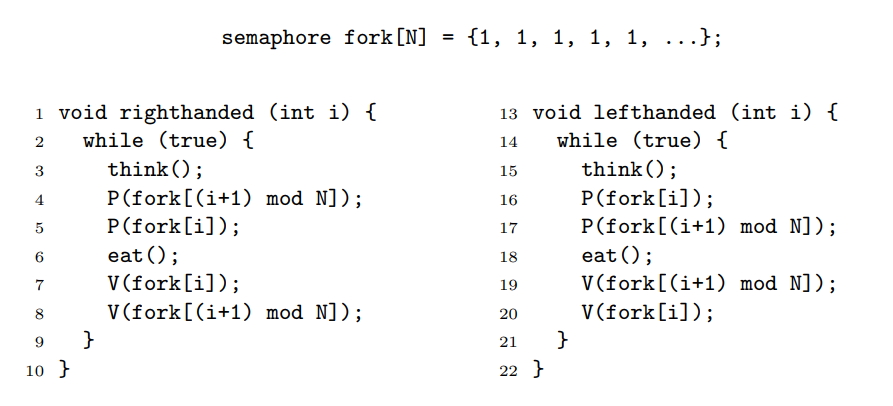 semaphore fork[N] = {1, 1, 1, 1, 1, ...};
1 void righthanded (int i) {
2 while (true) {
3 think();
4 P(fork[(i+1) mod N]);
5 P(fork[i]);
6 eat();
7 V(fork[i]);
8 V(fork[(i+1) mod N]);
9 }
10 }
13 void lefthanded (int i) {
14 while (true) {
15 think();
16 P(fork[i]);
17 P(fork[(i+1) mod N]);
18 eat();
19 V(fork[(i+1) mod N]);
20 V(fork[i]);
21 }
22 }